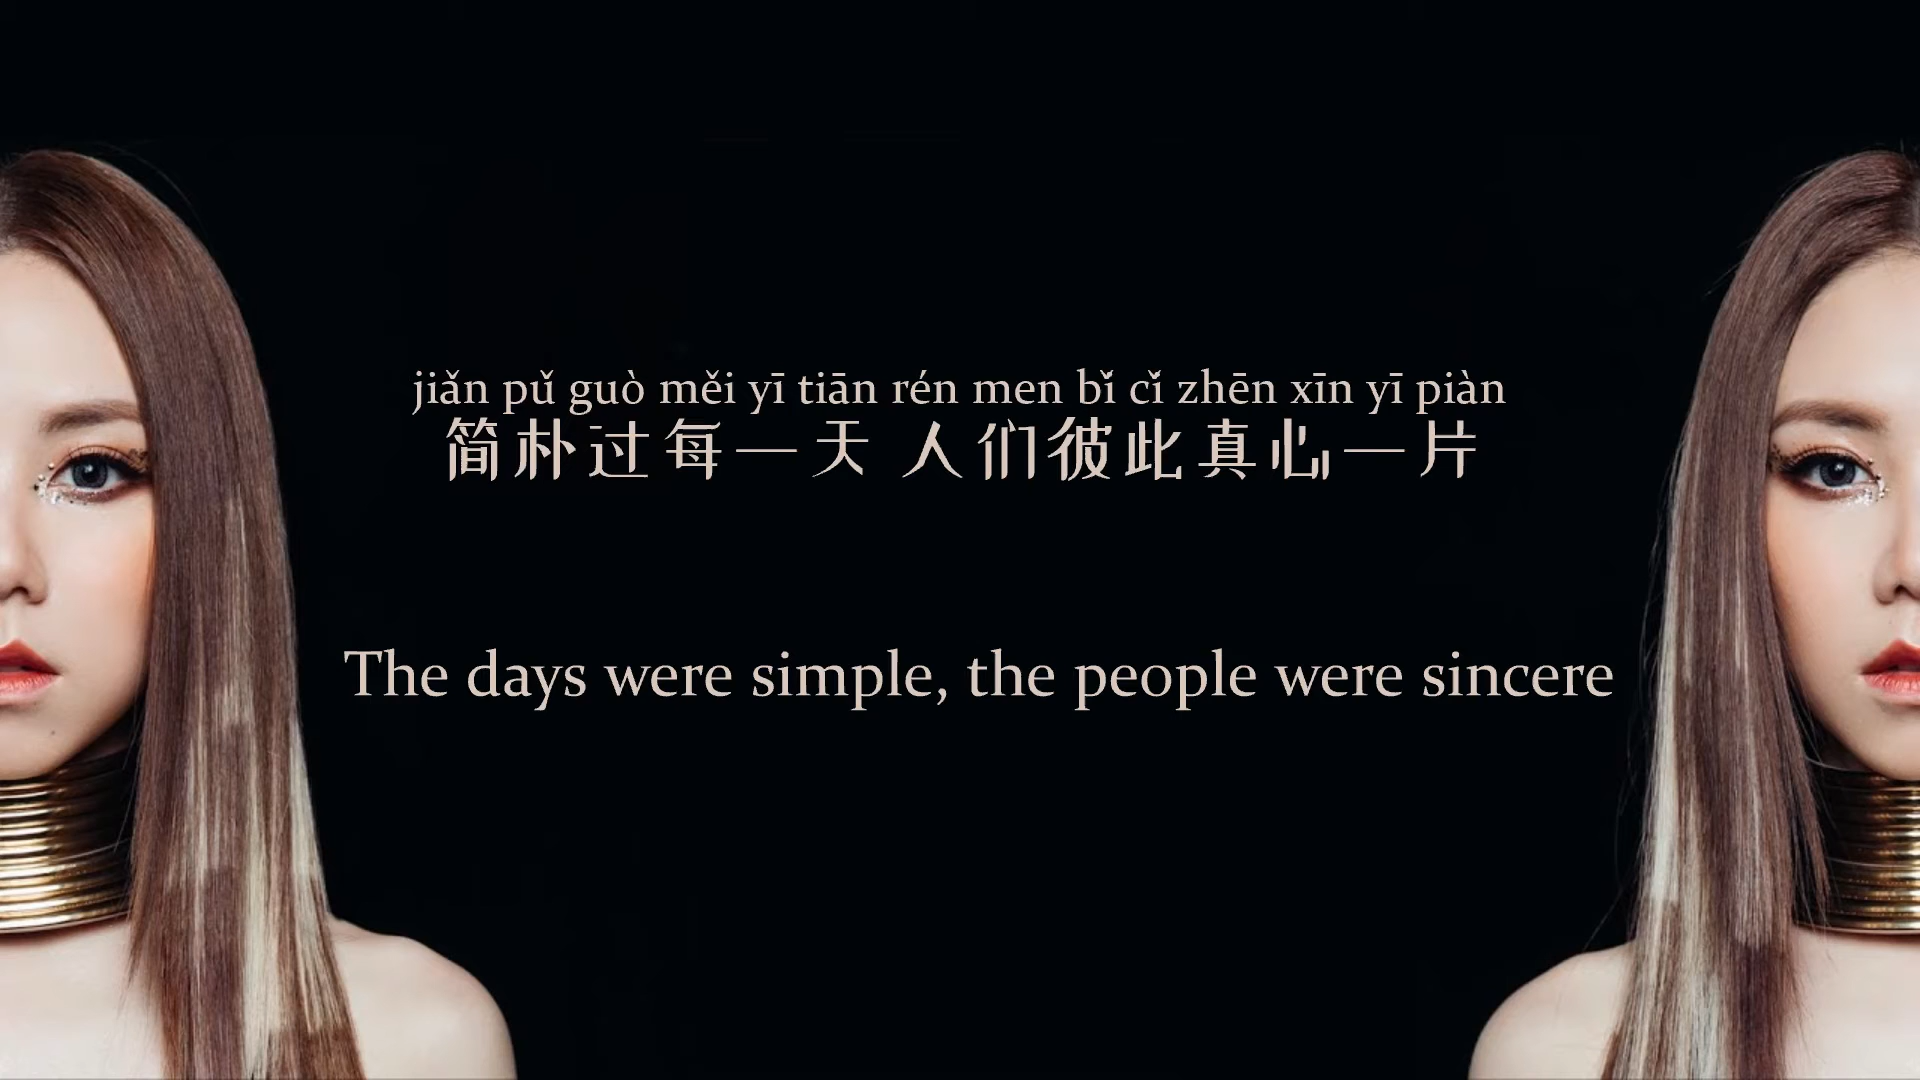 jiǎn pǔ guò měi yī tiān rén men bǐ cǐ zhēn xīn yī piàn
简朴过每一天 人们彼此真心一片
The days were simple, the people were sincere